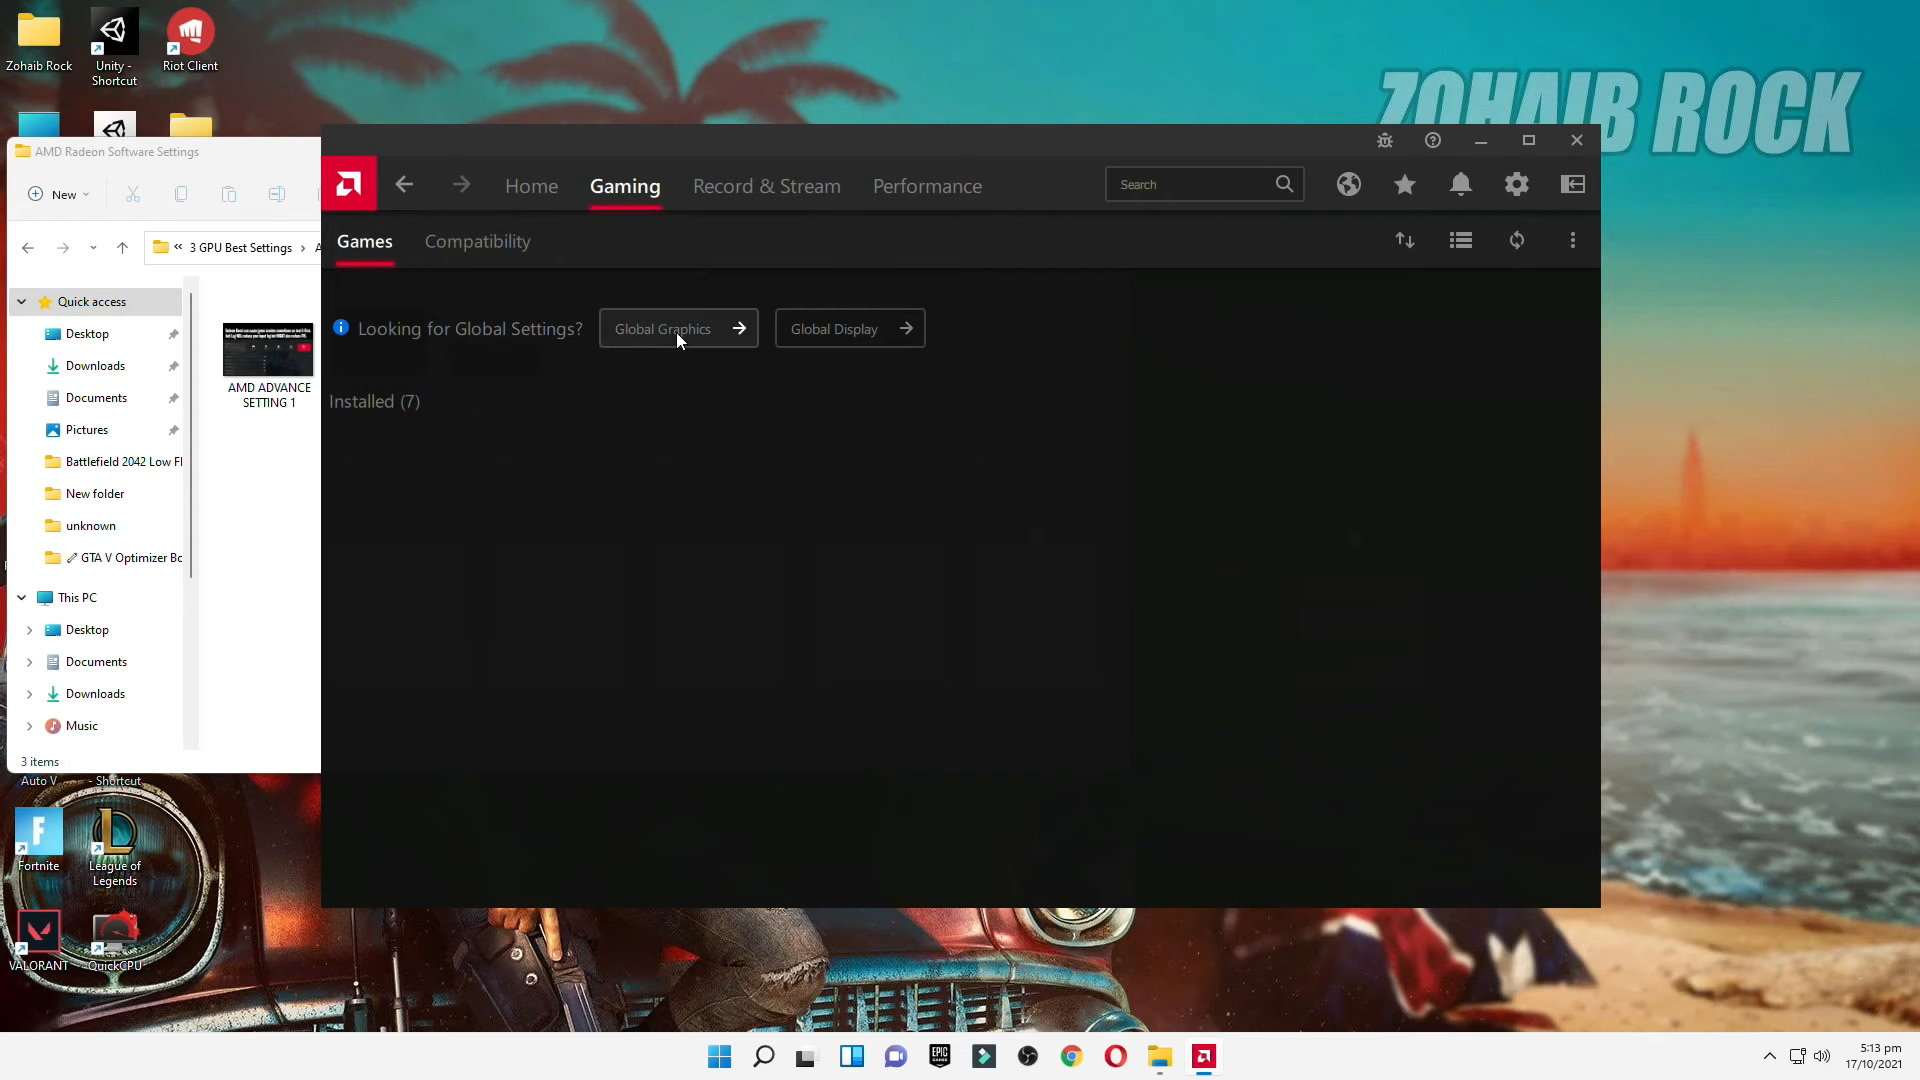 Zohaib Rock
Unity -
Shortcut
Riot Client
ZOHAIB ROCK
AMD Radeon Software Settings
New
Home
Gaming
Record & Stream
Performance
Search
3 GPU Best Settings
Games
Compatibility
Quick access
Desktop
Downloads
Documents
Pictures
Battlefield 2042 Low
New folder
unknown
GTA V Optimizer
This PC
Desktop
Documents
Downloads
Music
3 items
AMD ADVANCE
SETTING 1
Looking for Global Settings?
Global Graphics
Global Display
Installed (7)
Auto V
- Shortcut
Fortnite
League of
Legends
VALORANT
QuickCPU
EPIC
GAMES
5:13 pm
17/10/2021